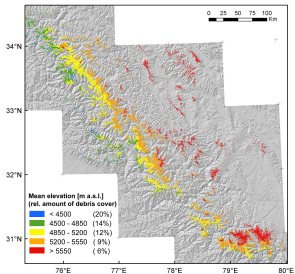 0 25 50 100
Km
34°N
33°N
32°N
31°N
Mean elevation [m a.s.l.]
(rel. amount of debris cover)
< 4500 (20%)
4500 - 4850 (14%)
4850 - 5200 (12%)
5200 - 5550 ( 9%)
> 5550 ( 6%)
76°E 77°E 78°E 79°E 80°E